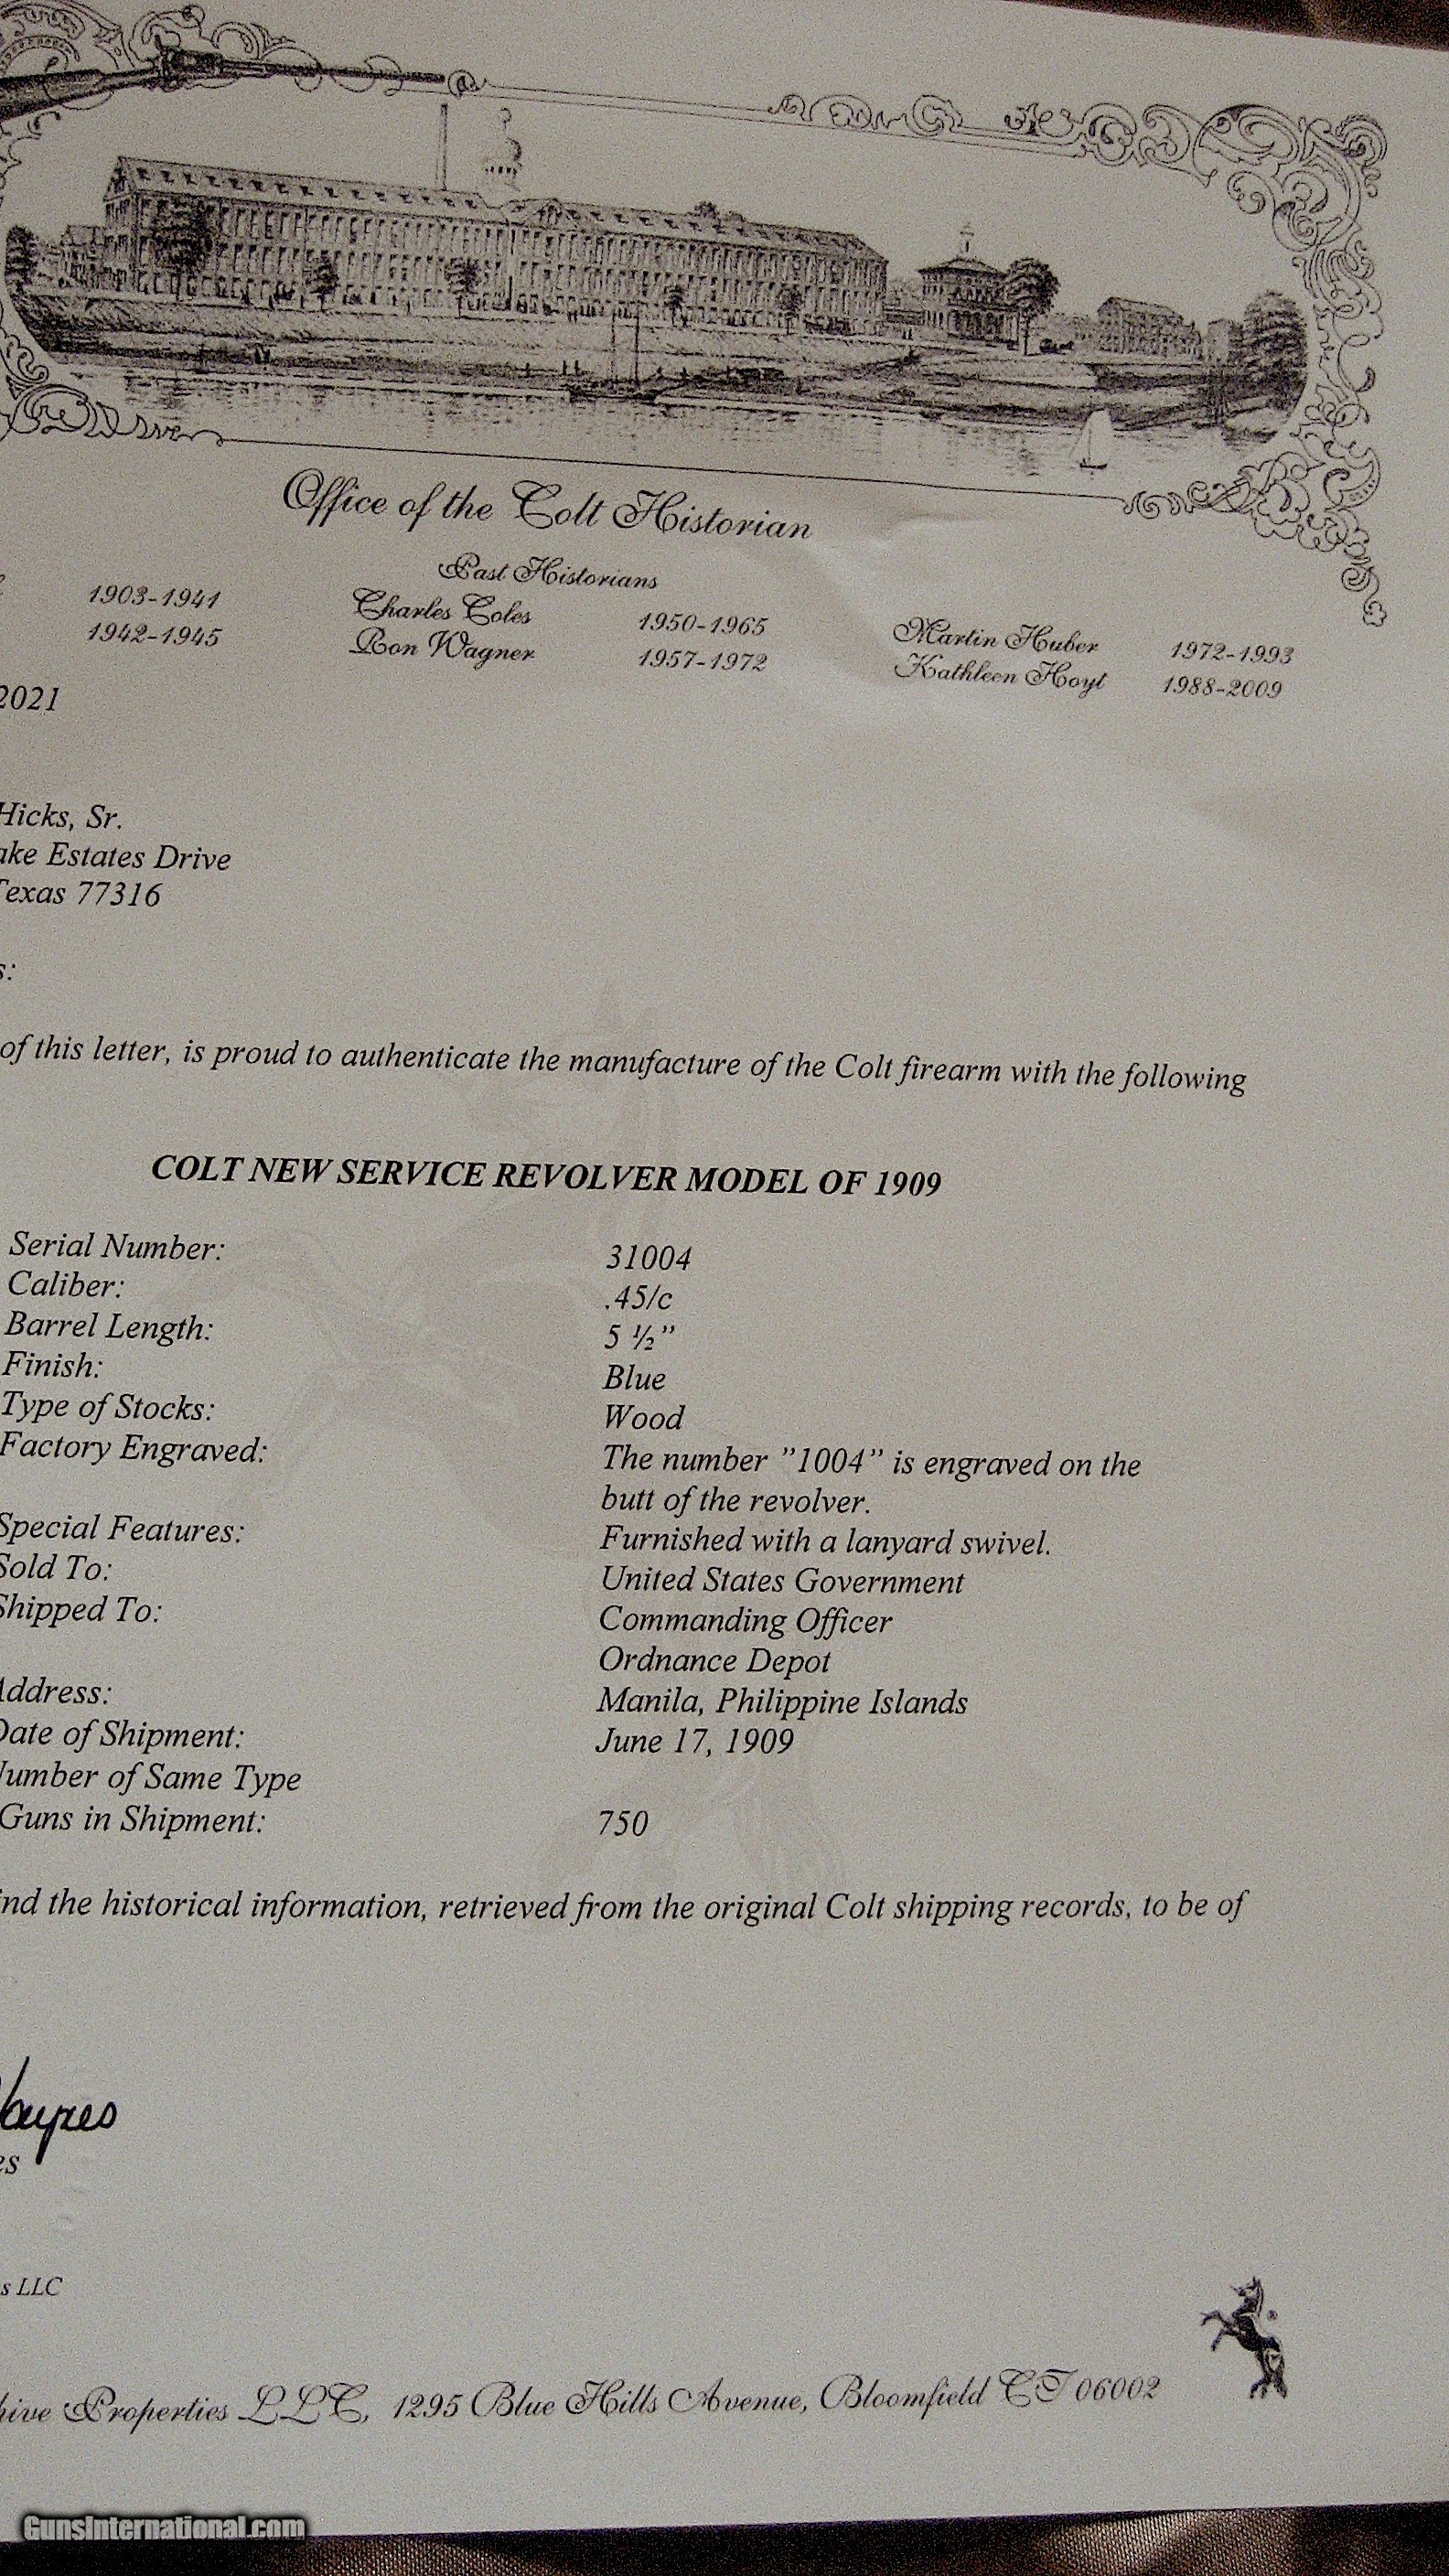 Office of the Colt Historian
Past Historians
1903-1941 Charles Coles 1950-1965 Martin Huber 1972-1993
1942-1945 Ron Wagner 1957-1972 Kathleen Hoyt 1988-2009
2021
Hicks, Sr.
ake Estates Drive
Texas 77316
s:
of this letter, is proud to authenticate the manufacture of the Colt firearm with the following
COLT NEW SERVICE REVOLVER MODEL OF 1909
Serial Number: 31004
Caliber: .45/c
Barrel Length: 5 ½”
Finish: Blue
Type of Stocks: Wood
Factory Engraved: The number ”1004” is engraved on the
butt of the revolver.
Special Features: Furnished with a lanyard swivel.
Sold To: United States Government
Shipped To: Commanding Officer
Ordnance Depot
Address: Manila, Philippine Islands
Date of Shipment: June 17, 1909
Number of Same Type
Guns in Shipment: 750
ind the historical information, retrieved from the original Colt shipping records, to be of
es
s LLC
hive Properties LLC, 1295 Blue Hills Avenue, Bloomfield CT 06002
GunsInternational.com